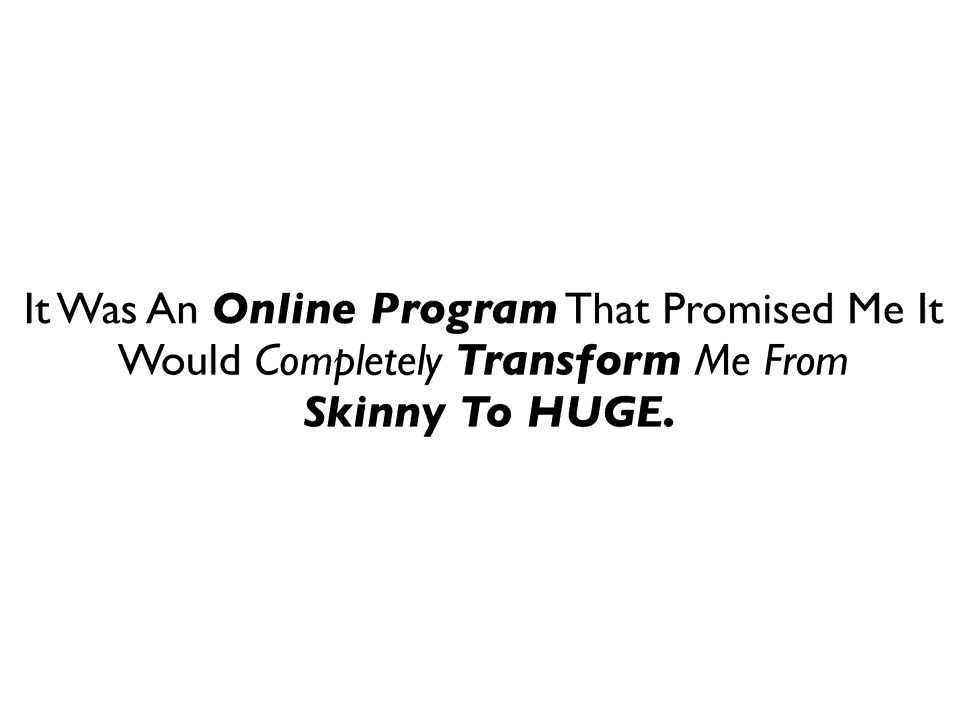 It Was An Online Program That Promised Me It
Would Completely Transform Me From
Skinny To HUGE.